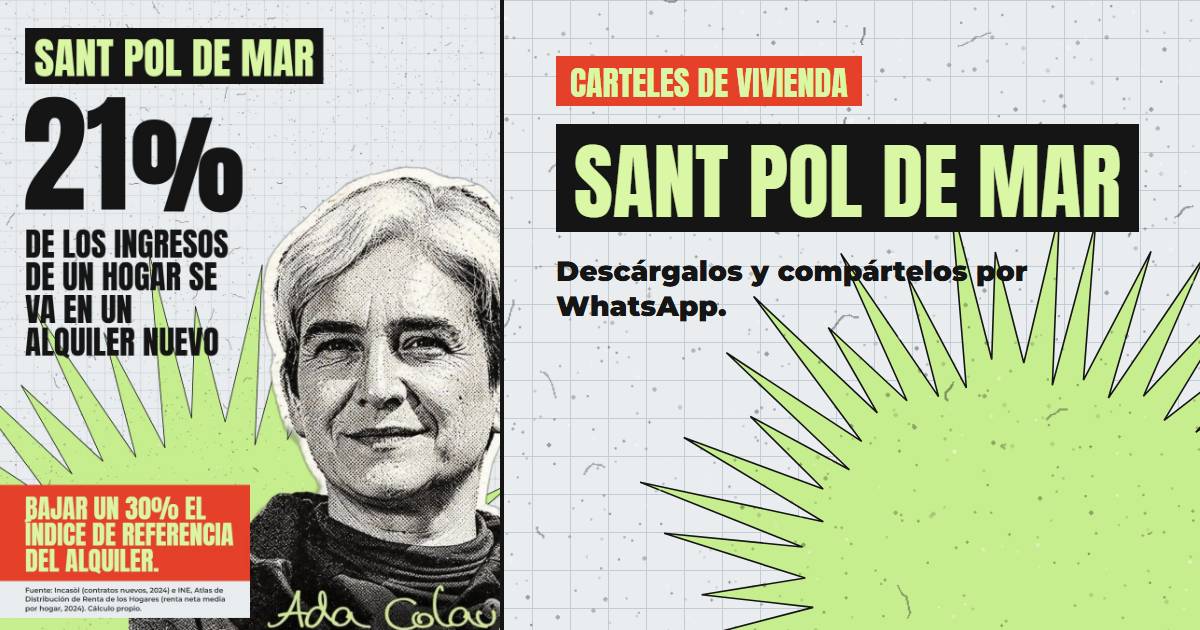 SANT POL DE MAR
21%
DE LOS INGRESOS
DE UN HOGAR SE
VA EN UN
ALQUILER NUEVO
BAJAR UN 30% EL
ÍNDICE DE REFERENCIA
DEL ALQUILER.
Fuente: Incasòl (contratos nuevos, 2024) e INE, Atlas de
Distribución de Renta de los Hogares (renta neta media
por hogar, 2024). Cálculo propio.
Ada Colau
CARTELES DE VIVIENDA
SANT POL DE MAR
Descárgalos y compártelos por
WhatsApp.